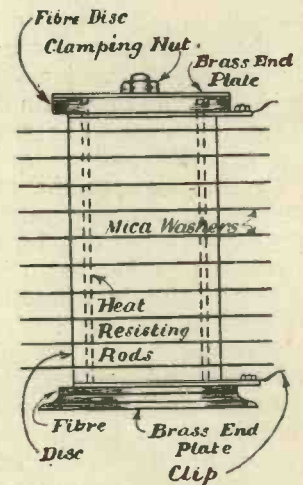 Fibre Disc
Clamping Nut
Brass End
Plate
Mica Washers
Heat
Resisting
Rods
Fibre
Disc
Brass End
Plate
Clip